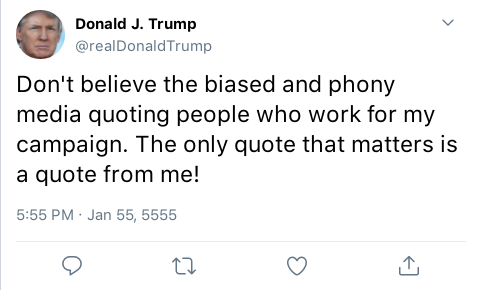 Donald J. Trump
@realDonaldTrump
Don't believe the biased and phony
media quoting people who work for my
campaign. The only quote that matters is
a quote from me!
5:55 PM · Jan 55, 5555